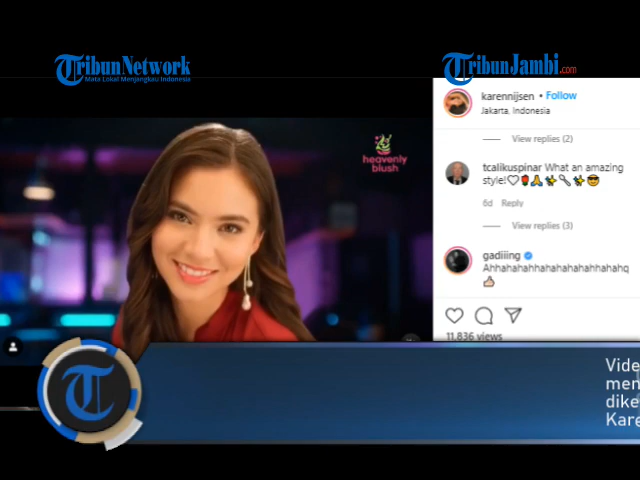 TribunNetwork
Mata Lokal Menjangkau Indonesia
TribunJambi.com
karennijsen • Follow
Jakarta, Indonesia
heavenly
blush
View replies (2)
tcalikuspinar What an amazing
style!🤍🌹🙏✨🔑✨😎
6d Reply
View replies (3)
gadiiing
Ahhahahahhahahahahahhahahq
👍🏻
11,836 views
T
Vide
men
dike
Kare